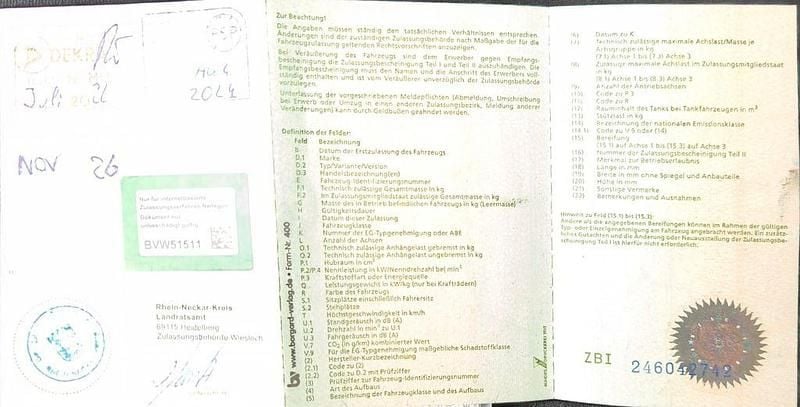 DEKRA
Juli 22
Aug
2024
NOV 26
Nur für internetbasierte
Zulassungsverfahren freilegen
Dokument nur
unbeschädigt gültig
BVW51511
Rhein-Neckar-Kreis
Landratsamt
69115 Heidelberg
Zulassungsbehörde Wiesloch
bv www.borgard-verlag.de • Form-Nr. 400
Zur Beachtung!
Die Angaben müssen ständig den tatsächlichen Verhältnissen entsprechen.
Änderungen sind der zuständigen Zulassungsbehörde nach Maßgabe der für die
Fahrzeugzulassung geltenden Rechtsvorschriften anzuzeigen.
Bei Veräußerung des Fahrzeugs sind dem Erwerber gegen Empfangs-
bescheinigung die Zulassungsbescheinigung Teil I und Teil II auszuhändigen. Die
Empfangsbescheinigung muss den Namen und die Anschrift des Erwerbers voll-
ständig enthalten und ist vom Veräußerer unverzüglich der Zulassungsbehörde
vorzulegen.
Unterlassung der vorgeschriebenen Meldepflichten (Abmeldung, Umschreibung
bei Erwerb oder Umzug in einen anderen Zulassungsbezirk, Meldung anderer
Veränderungen) kann durch Geldbußen geahndet werden.
Definition der Felder:
Feld Bezeichnung
B Datum der Erstzulassung des Fahrzeugs
D.1 Marke
D.2 Typ/Variante/Version
D.3 Handelsbezeichnung(en)
E Fahrzeug-Identifizierungsnummer
F.1 Technisch zulässige Gesamtmasse in kg
F.2 Im Zulassungsmitgliedstaat zulässige Gesamtmasse in kg
G Masse des in Betrieb befindlichen Fahrzeugs in kg (Leermasse)
H Gültigkeitsdauer
I Datum dieser Zulassung
J Fahrzeugklasse
K Nummer der EG-Typgenehmigung oder ABE
L Anzahl der Achsen
O.1 Technisch zulässige Anhängelast gebremst in kg
O.2 Technisch zulässige Anhängelast ungebremst in kg
P.1 Hubraum in cm³
P.2/P.4 Nennleistung in kW/Nenndrehzahl bei min⁻¹
P.3 Kraftstoffart oder Energiequelle
Q Leistungsgewicht in kW/kg (nur bei Krafträdern)
R Farbe des Fahrzeugs
S.1 Sitzplätze einschließlich Fahrersitz
S.2 Stehplätze
T Höchstgeschwindigkeit in km/h
U.1 Standgeräusch in dB (A)
U.2 Drehzahl in min⁻¹ zu U.1
U.3 Fahrgeräusch in dB (A)
V.7 CO₂ (in g/km) kombinierter Wert
V.9 Für die EG-Typgenehmigung maßgebliche Schadstoffklasse
(2) Hersteller-Kurzbezeichnung
(2.1) Code zu (2)
(2.2) Code zu D.2 mit Prüfziffer
(3) Prüfziffer zur Fahrzeug-Identifizierungsnummer
(4) Art des Aufbaus
(5) Bezeichnung der Fahrzeugklasse und des Aufbaus
(6) Datum zu K
(7) Technisch zulässige maximale Achslast/Masse je
Achsgruppe in kg
(7.1) Achse 1 bis (7.3) Achse 3
(8) Zulässige maximale Achslast im Zulassungsmitgliedstaat
in kg
(8.1) Achse 1 bis (8.3) Achse 3
(9) Anzahl der Antriebsachsen
(10) Code zu P.3
(11) Code zu R
(12) Rauminhalt des Tanks bei Tankfahrzeugen in m³
(13) Stützlast in kg
(14) Bezeichnung der nationalen Emissionsklasse
(14.1) Code zu V.9 oder (14)
(15) Bereifung
(15.1) auf Achse 1 bis (15.3) auf Achse 3
(16) Nummer der Zulassungsbescheinigung Teil II
(17) Merkmal zur Betriebserlaubnis
(18) Länge in mm
(19) Breite in mm ohne Spiegel und Anbauteile
(20) Höhe in mm
(21) Sonstige Vermerke
(22) Bemerkungen und Ausnahmen
Hinweis zu Feld (15.1) bis (15.3):
Andere als die angegebenen Bereifungen können im Rahmen der gültigen
Typ- oder Einzelgenehmigung am Fahrzeug angebracht werden. Ein zusätz-
liches Gutachten und die Änderung oder Neuausstellung der Zulassungsbe-
scheinigung Teil I ist hierfür nicht erforderlich.
ZBI 246042742